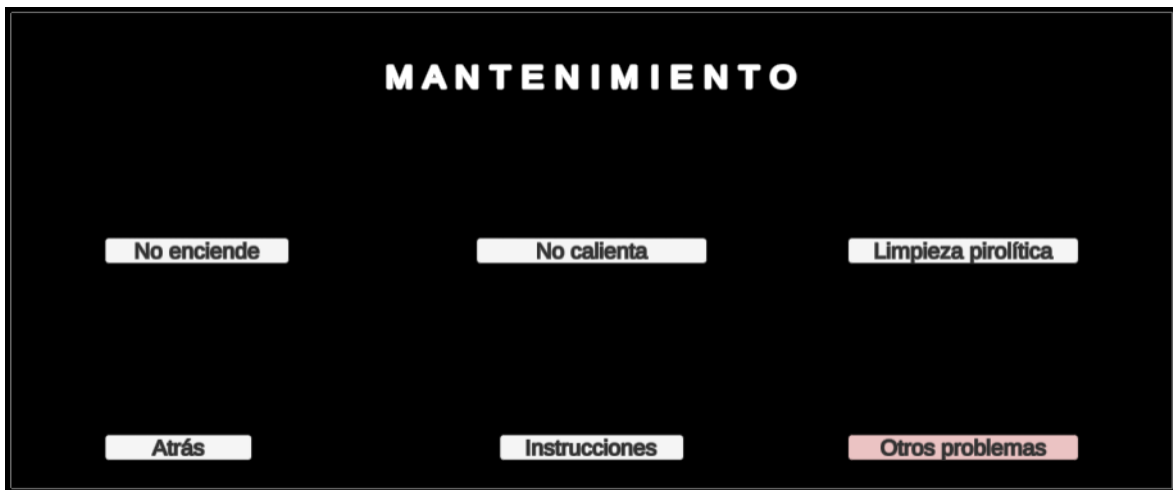 MANTENIMIENTO
No enciende
No calienta
Limpieza pirolítica
Atrás
Instrucciones
Otros problemas